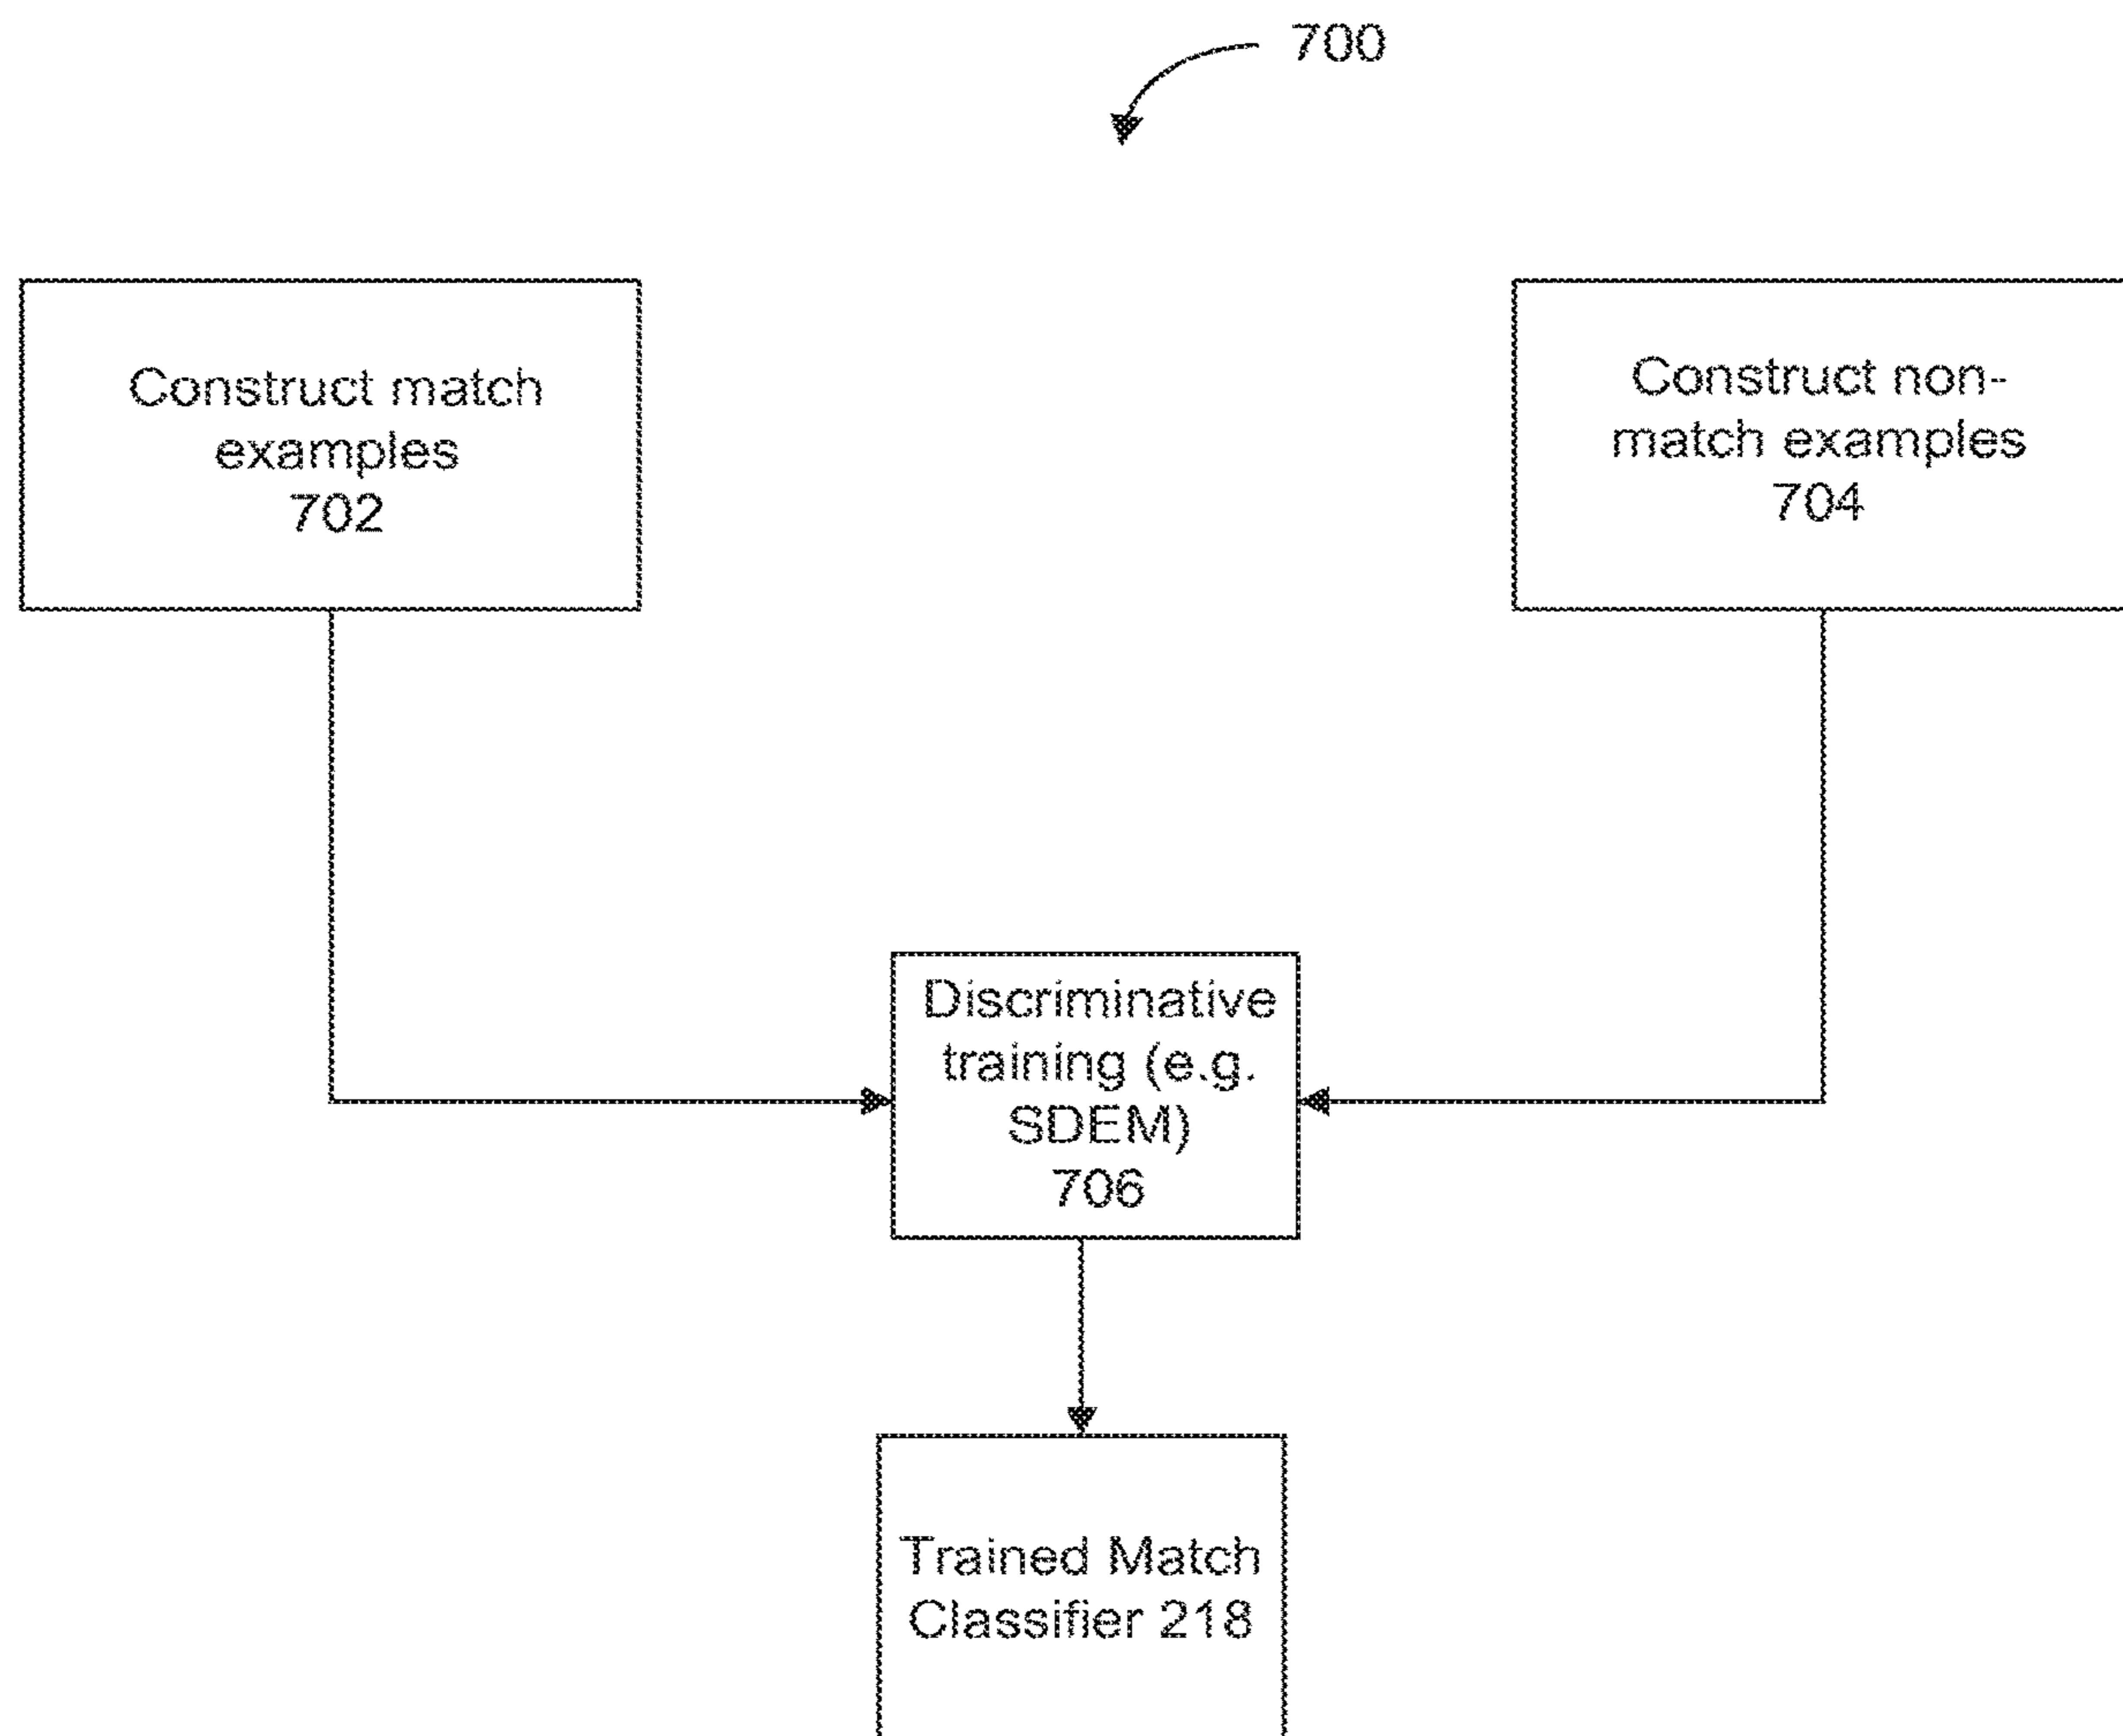 700
Construct match
examples
702
Construct non-
match examples
704
Discriminative
training (e.g.
SDEM)
706
Trained Match
Classifier 218